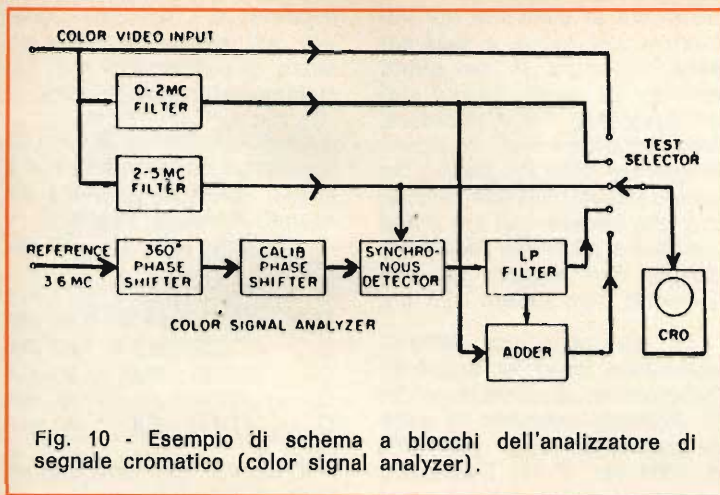 COLOR VIDEO INPUT
0-2MC
FILTER
2-5MC
FILTER
TEST
SELECTOR
REFERENCE
3.6 MC
360°
PHASE
SHIFTER
CALIB
PHASE
SHIFTER
SYNCHRO-
NOUS
DETECTOR
LP
FILTER
ADDER
CRO
COLOR SIGNAL ANALYZER
Fig. 10 - Esempio di schema a blocchi dell'analizzatore di
segnale cromatico (color signal analyzer).